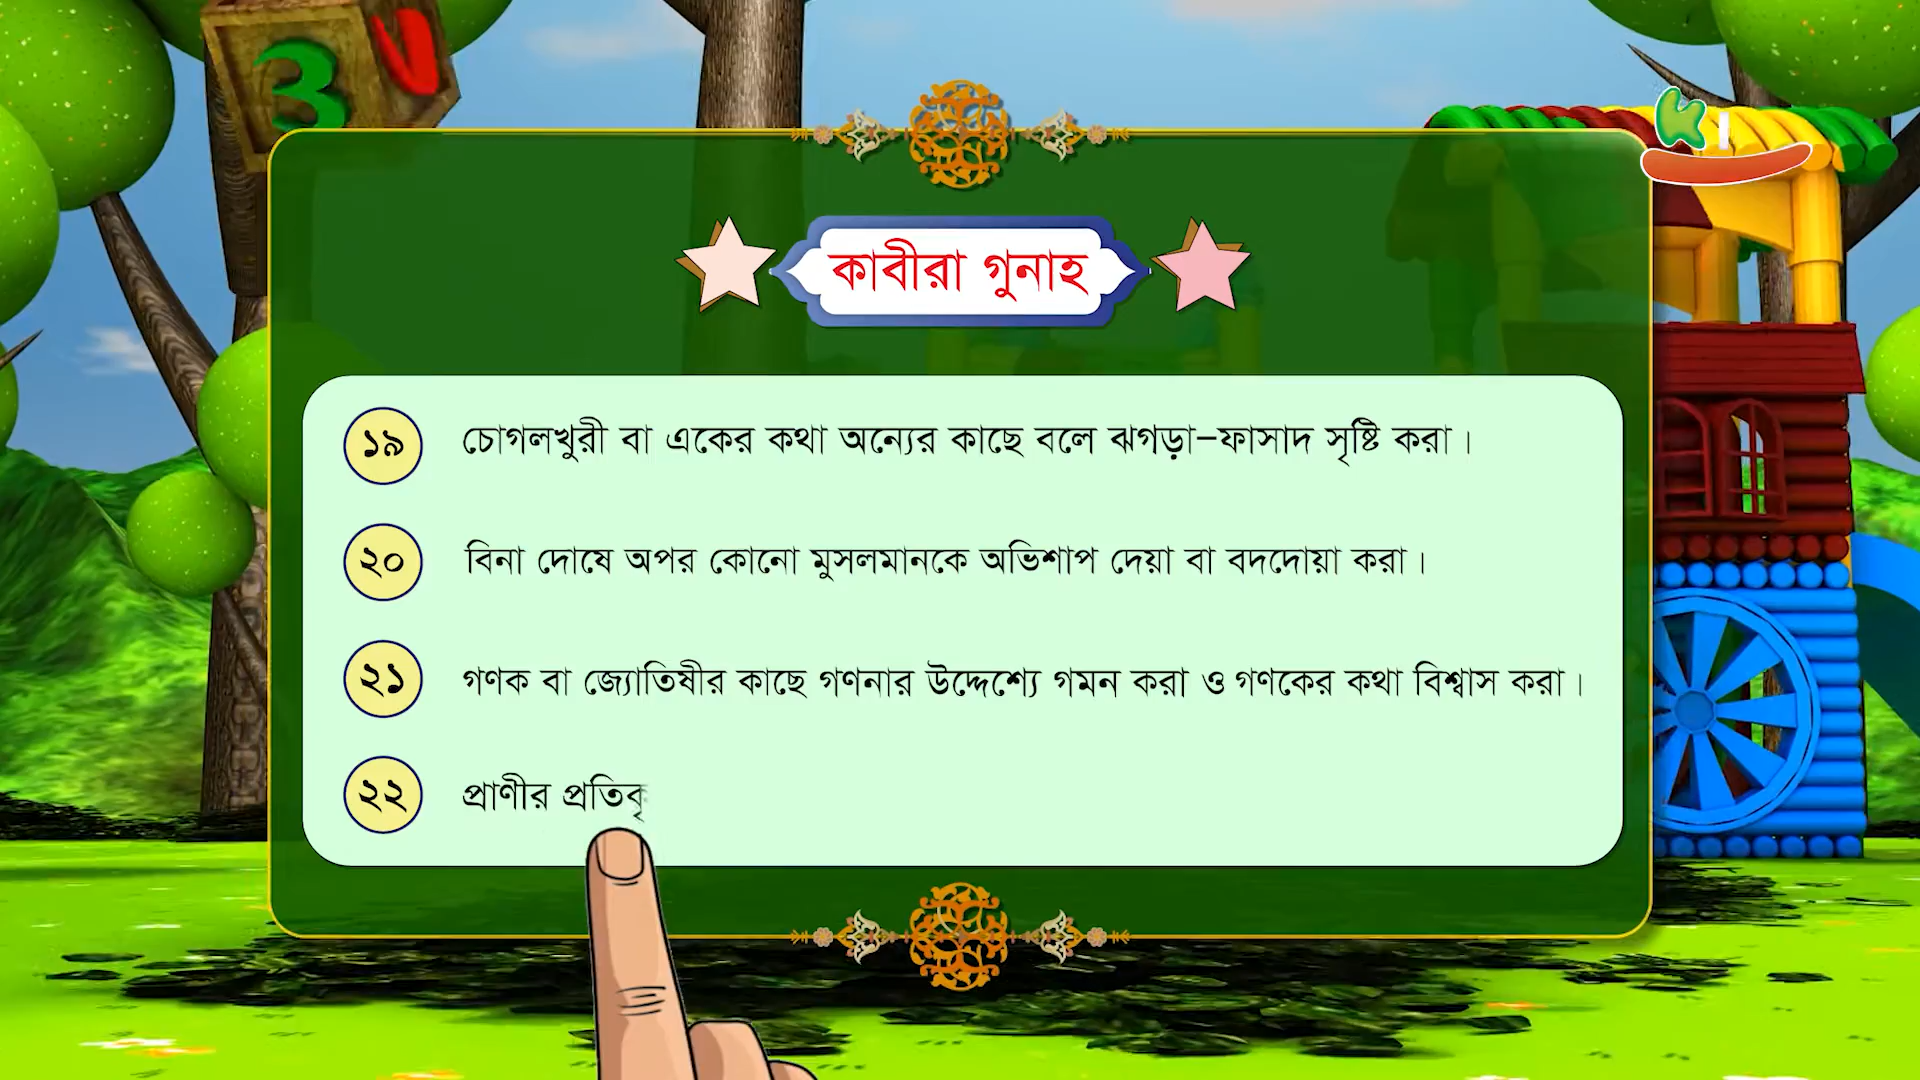 কাবীরা গুনাহ
১৯ চোগলখুরী বা একের কথা অন্যের কাছে বলে ঝগড়া-ফাসাদ সৃষ্টি করা।
২০ বিনা দোষে অপর কোনো মুসলমানকে অভিশাপ দেয়া বা বদদোয়া করা।
২১ গণক বা জ্যোতিষীর কাছে গণনার উদ্দেশ্যে গমন করা ও গণকের কথা বিশ্বাস করা।
২২ প্রাণীর প্রতিকৃ